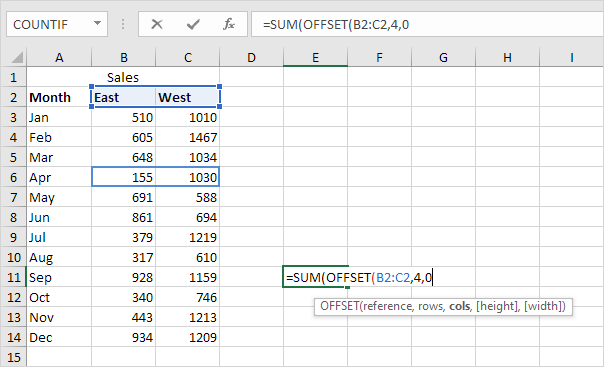 COUNTIF fx =SUM(OFFSET(B2:C2,4,0
A B C D E F G H I
1 Sales
2 Month East West
3 Jan 510 1010
4 Feb 605 1467
5 Mar 648 1034
6 Apr 155 1030
7 May 691 588
8 Jun 861 694
9 Jul 379 1219
10 Aug 317 610
11 Sep 928 1159 =SUM(OFFSET(B2:C2,4,0
12 Oct 340 746 OFFSET(reference, rows, cols, [height], [width])
13 Nov 443 1213
14 Dec 934 1209
15